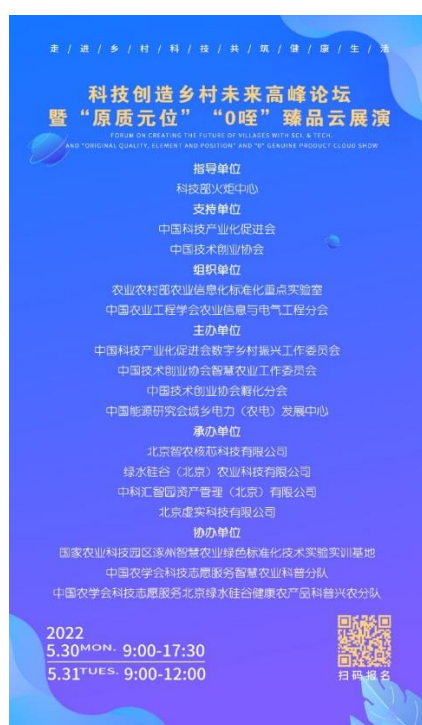 走 / 进 / 乡 / 村 / 科 / 技 / 共 / 筑 / 健 / 康 / 生 / 活
科技创造乡村未来高峰论坛
暨“原质元位”“0咥”臻品云展演
FORUM ON CREATING THE FUTURE OF VILLAGES WITH SCI. & TECH.
AND "ORIGINAL QUALITY, ELEMENT AND POSITION" AND "0" GENUINE PRODUCT CLOUD SHOW
指导单位
科技部火炬中心
支持单位
中国科技产业化促进会
中国技术创业协会
组织单位
农业农村部农业信息化标准化重点实验室
中国农业工程学会农业信息与电气工程分会
主办单位
中国科技产业化促进会数字乡村振兴工作委员会
中国技术创业协会智慧农业工作委员会
中国技术创业协会孵化分会
中国能源研究会城乡电力（农电）发展中心
承办单位
北京智农核芯科技有限公司
绿水硅谷（北京）农业科技有限公司
中科汇智园资产管理（北京）有限公司
北京虚实科技有限公司
协办单位
国家农业科技园区涿州智慧农业绿色标准化技术实验实训基地
中国农学会科技志愿服务智慧农业科普分队
中国农学会科技志愿服务北京绿水硅谷健康农产品科普兴农分队
2022
5.30MON. 9:00-17:30
5.31TUES. 9:00-12:00
扫码报名